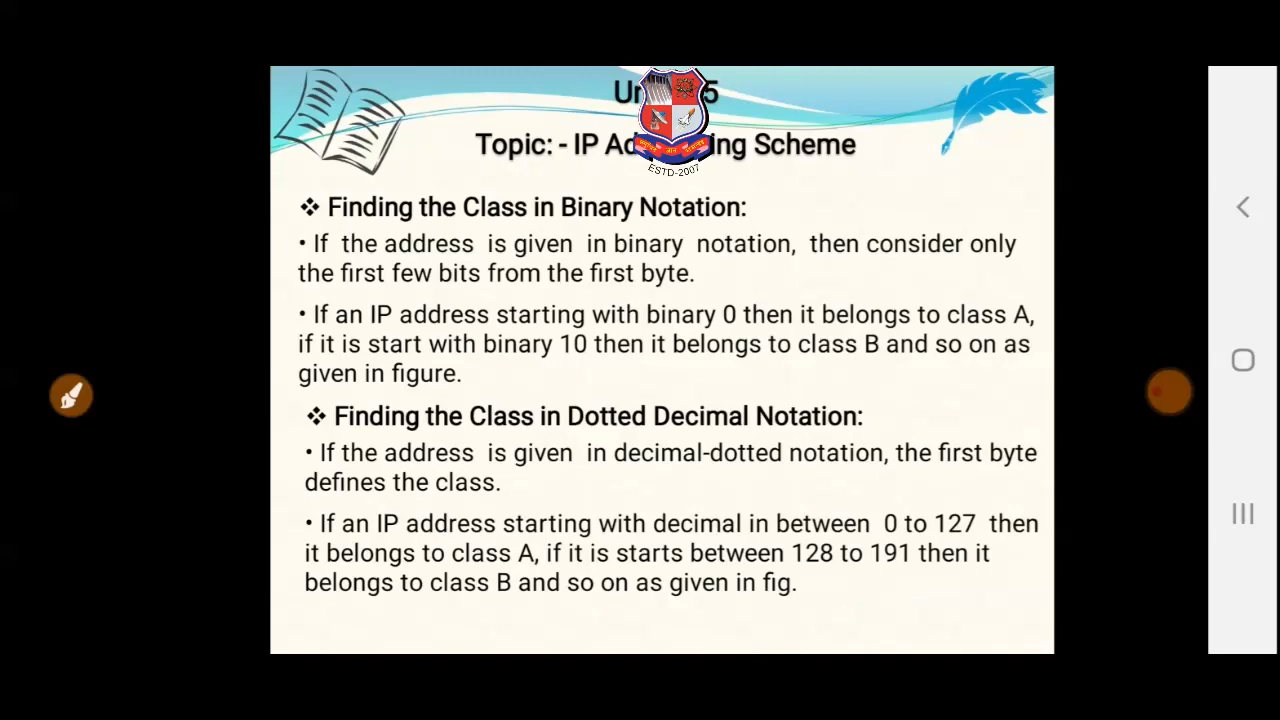 5
Topic: - IP Ad ing Scheme
ESTD-2007
❖ Finding the Class in Binary Notation:
• If the address is given in binary notation, then consider only
the first few bits from the first byte.
• If an IP address starting with binary 0 then it belongs to class A,
if it is start with binary 10 then it belongs to class B and so on as
given in figure.
❖ Finding the Class in Dotted Decimal Notation:
• If the address is given in decimal-dotted notation, the first byte
defines the class.
• If an IP address starting with decimal in between 0 to 127 then
it belongs to class A, if it is starts between 128 to 191 then it
belongs to class B and so on as given in fig.